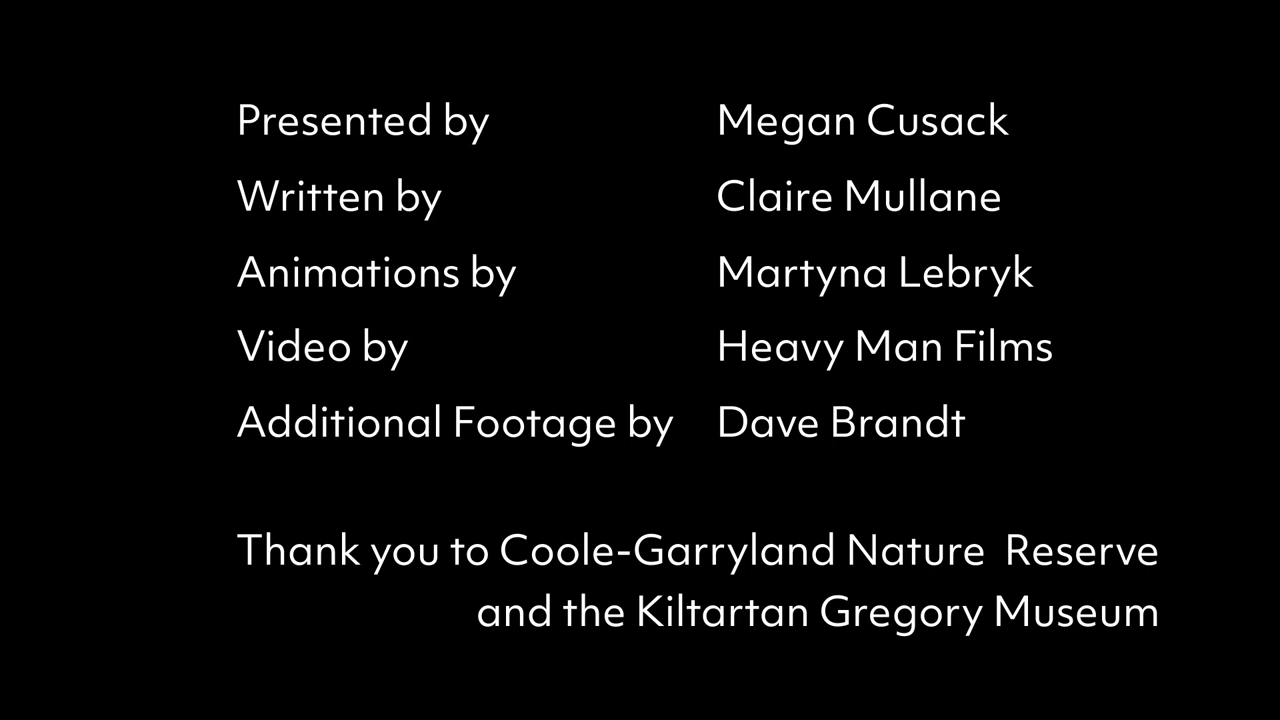 Presented by Megan Cusack
Written by Claire Mullane
Animations by Martyna Lebryk
Video by Heavy Man Films
Additional Footage by Dave Brandt
Thank you to Coole-Garryland Nature Reserve
and the Kiltartan Gregory Museum